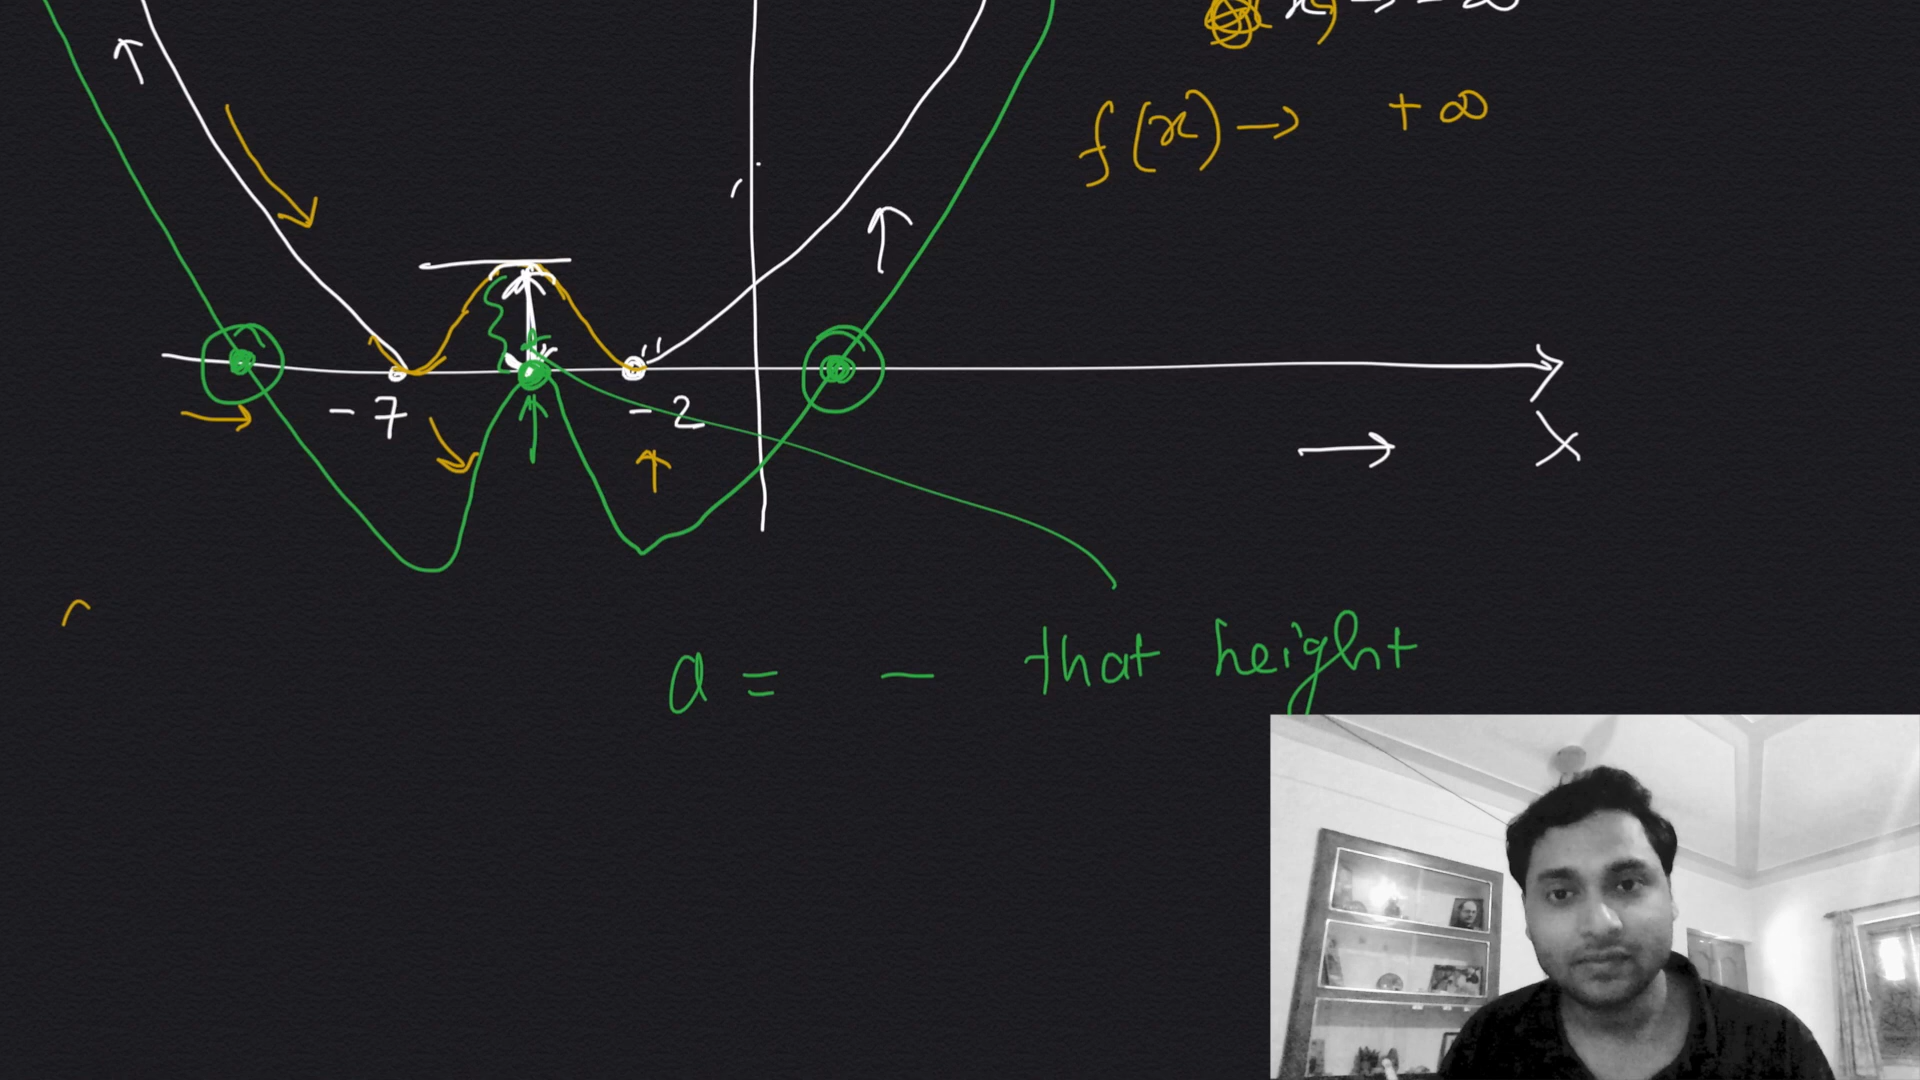 (x) → - ∞
f(x) → + ∞
-7
-2
X
a = - that height